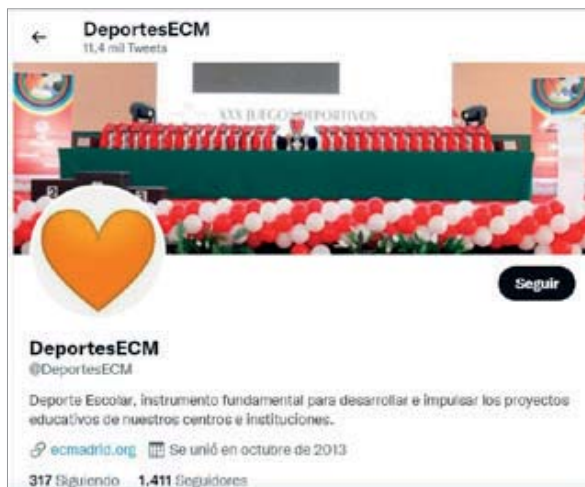 DeportesECM
11,4 mil Tweets
XXX JUEGOS DEPORTIVOS
2
Seguir
DeportesECM
@DeportesECM
Deporte Escolar, instrumento fundamental para desarrollar e impulsar los proyectos
educativos de nuestros centros e instituciones.
ecmadrid.org Se unió en octubre de 2013
317 Siguiendo 1.411 Seguidores